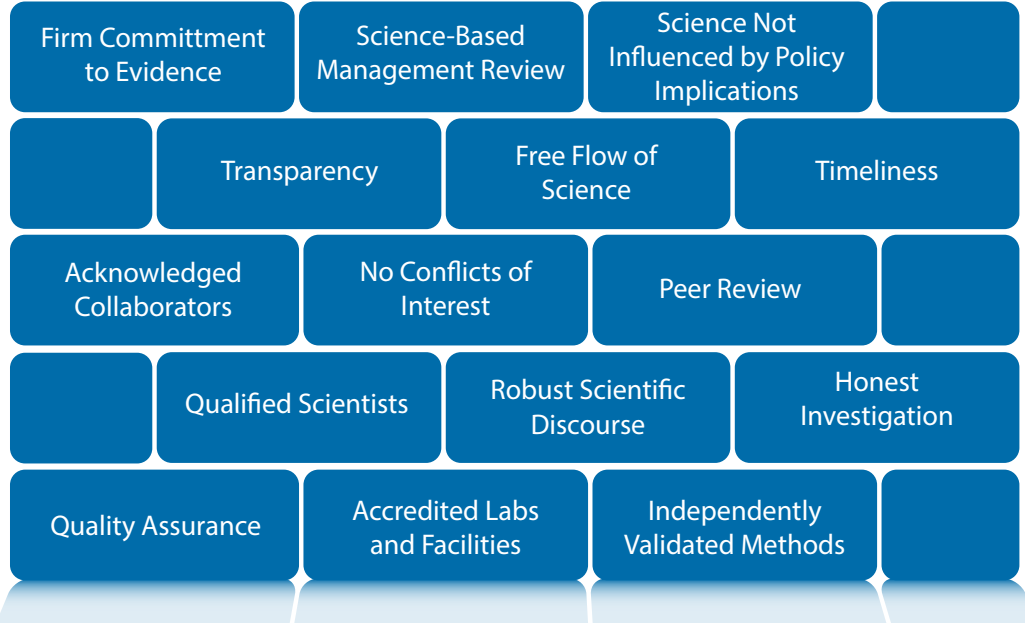 Firm Committment
to Evidence
Science-Based
Management Review
Science Not
Influenced by Policy
Implications
Transparency
Free Flow of
Science
Timeliness
Acknowledged
Collaborators
No Conflicts of
Interest
Peer Review
Qualified Scientists
Robust Scientific
Discourse
Honest
Investigation
Quality Assurance
Accredited Labs
and Facilities
Independently
Validated Methods